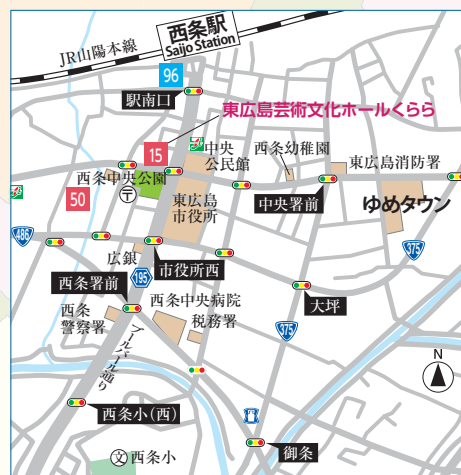 西条駅
Saijo Station
JR山陽本線
96
駅南口
東広島芸術文化ホールくらら
15
中央
公民館
西条幼稚園
東広島消防署
西条中央公園
〒
50
東広島
市役所
中央署前
ゆめタウン
486
375
広銀
市役所西
195
大坪
西条署前
西条中央病院
西条
警察署
税務署
375
ブールバール通り
N
西条小(西)
御条
文
西条小